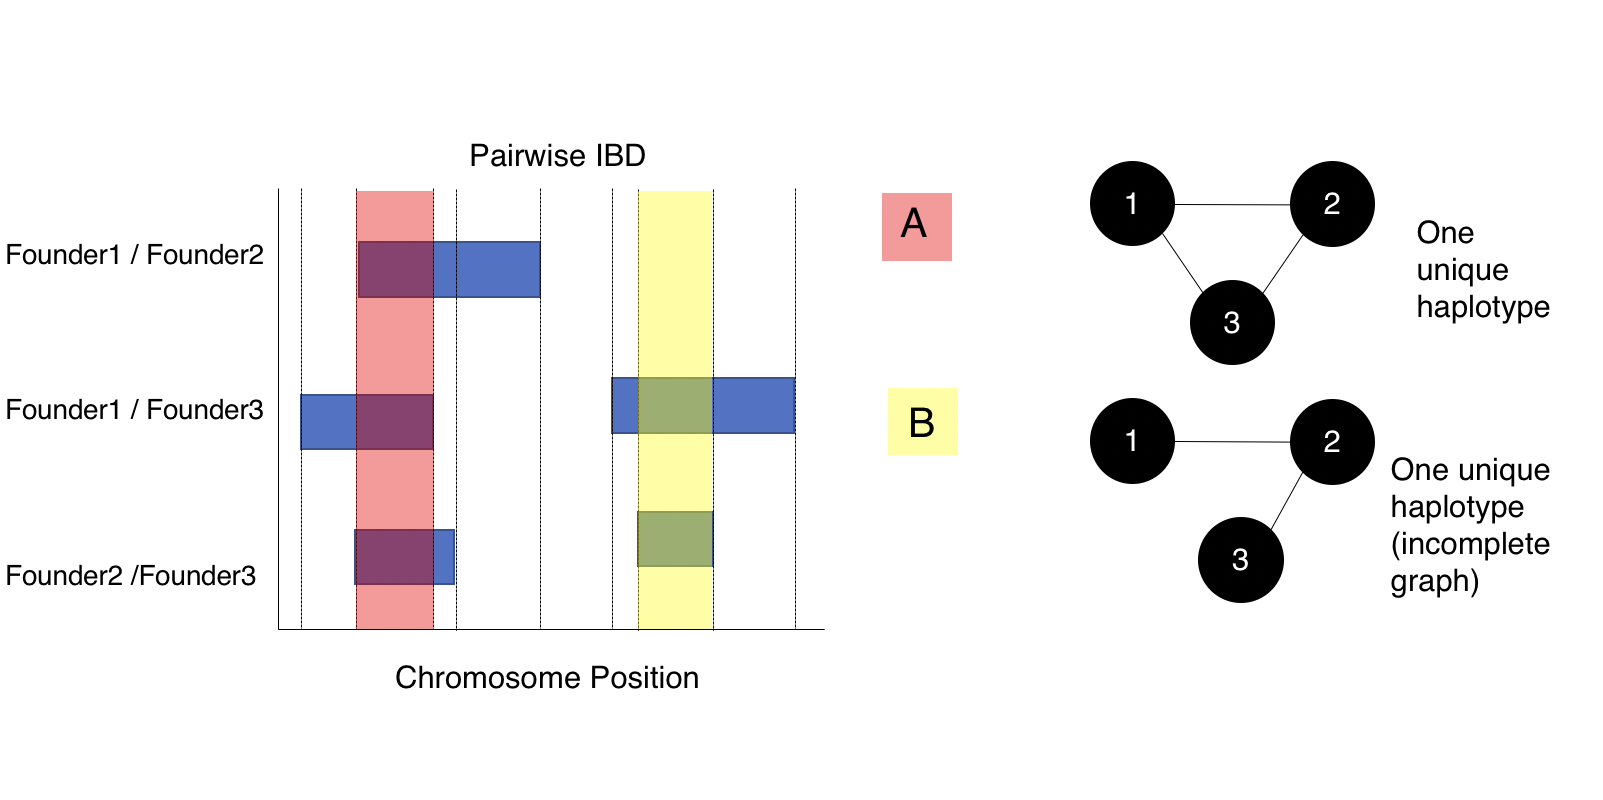 Pairwise IBD
Founder1 / Founder2
Founder1 / Founder3
Founder2 /Founder3
Chromosome Position
A
1
2
3
One
unique
haplotype
B
1
2
3
One unique
haplotype
(incomplete
graph)